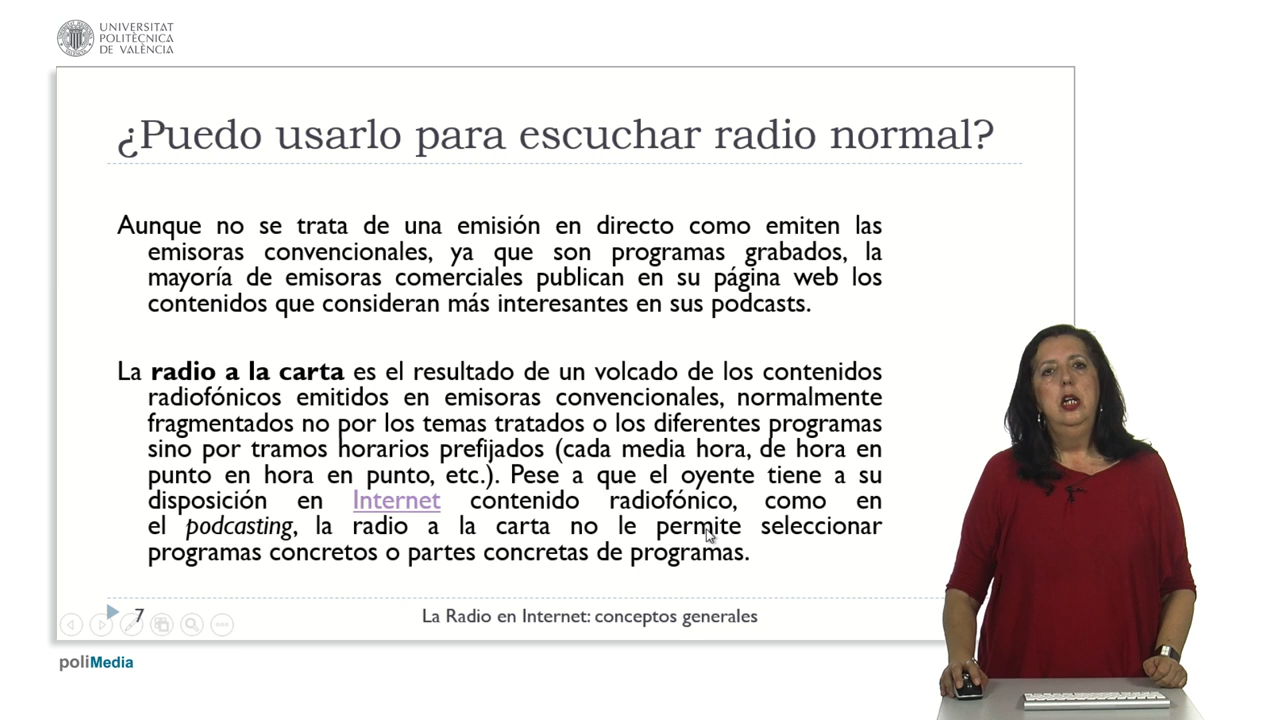 UNIVERSITAT
POLITÈCNICA
DE VALÈNCIA
¿Puedo usarlo para escuchar radio normal?
Aunque no se trata de una emisión en directo como emiten las
emisoras convencionales, ya que son programas grabados, la
mayoría de emisoras comerciales publican en su página web los
contenidos que consideran más interesantes en sus podcasts.
La radio a la carta es el resultado de un volcado de los contenidos
radiofónicos emitidos en emisoras convencionales, normalmente
fragmentados no por los temas tratados o los diferentes programas
sino por tramos horarios prefijados (cada media hora, de hora en
punto en hora en punto, etc.). Pese a que el oyente tiene a su
disposición en Internet contenido radiofónico, como en
el podcasting, la radio a la carta no le permite seleccionar
programas concretos o partes concretas de programas.
7
La Radio en Internet: conceptos generales
poliMedia